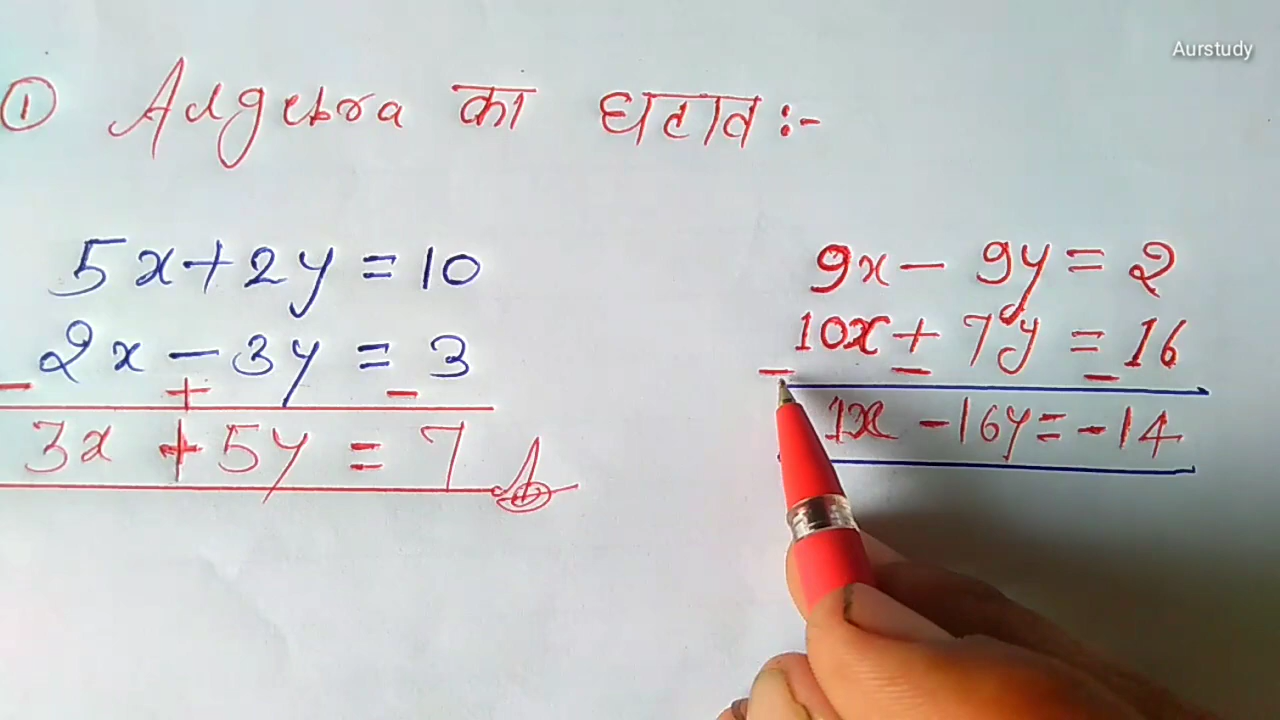 Aurstudy
① Algebra का घटाव :-
5x + 2y = 10
2x - 3y = 3
- + -
3x + 5y = 7 A
9x - 9y = 2
10x + 7y = 16
- - -
1x - 16y = -14